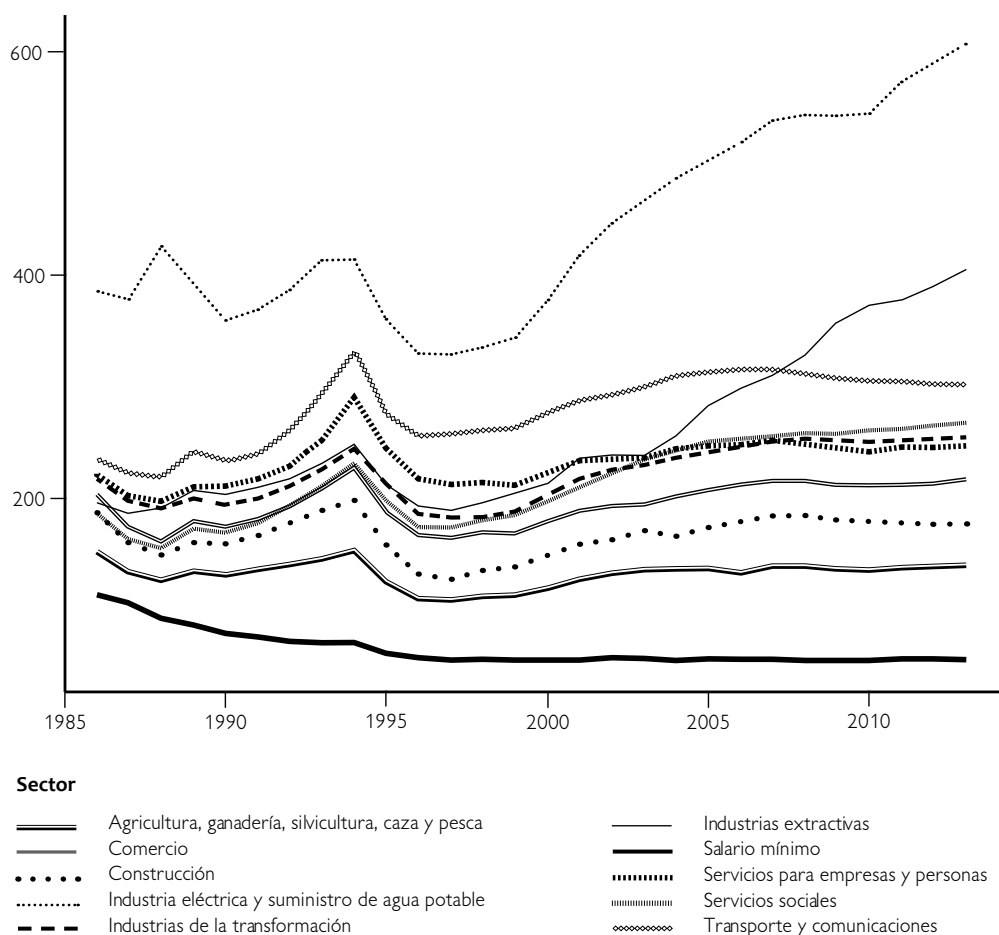 600
400
200
1985 1990 1995 2000 2005 2010
Sector
Agricultura, ganadería, silvicultura, caza y pesca
Comercio
Construcción
Industria eléctrica y suministro de agua potable
Industrias de la transformación
Industrias extractivas
Salario mínimo
Servicios para empresas y personas
Servicios sociales
Transporte y comunicaciones